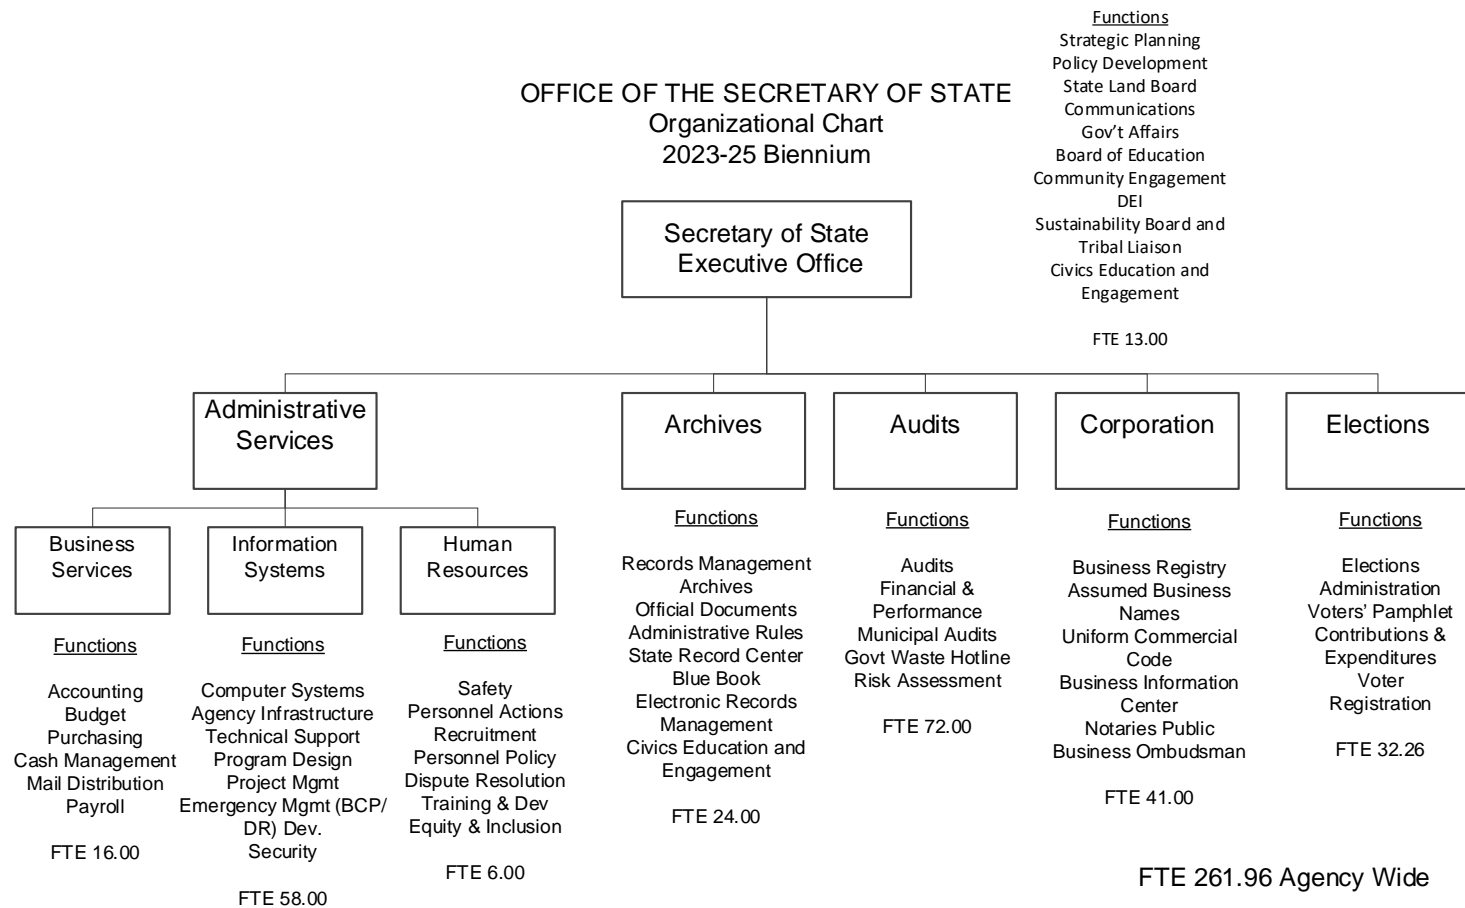 Functions
Strategic Planning
Policy Development
State Land Board
Communications
Gov’t Affairs
Board of Education
Community Engagement
DEI
Sustainability Board and
Tribal Liaison
Civics Education and
Engagement
FTE 13.00
OFFICE OF THE SECRETARY OF STATE
Organizational Chart
2023-25 Biennium
Secretary of State
Executive Office
Administrative
Services
Archives
Audits
Corporation
Elections
Business
Services
Information
Systems
Human
Resources
Functions
Accounting
Budget
Purchasing
Cash Management
Mail Distribution
Payroll
FTE 16.00
Functions
Computer Systems
Agency Infrastructure
Technical Support
Program Design
Project Mgmt
Emergency Mgmt (BCP/
DR) Dev.
Security
FTE 58.00
Functions
Safety
Personnel Actions
Recruitment
Personnel Policy
Dispute Resolution
Training & Dev
Equity & Inclusion
FTE 6.00
Functions
Records Management
Archives
Official Documents
Administrative Rules
State Record Center
Blue Book
Electronic Records
Management
Civics Education and
Engagement
FTE 24.00
Functions
Audits
Financial &
Performance
Municipal Audits
Govt Waste Hotline
Risk Assessment
FTE 72.00
Functions
Business Registry
Assumed Business
Names
Uniform Commercial
Code
Business Information
Center
Notaries Public
Business Ombudsman
FTE 41.00
Functions
Elections
Administration
Voters’ Pamphlet
Contributions &
Expenditures
Voter
Registration
FTE 32.26
FTE 261.96 Agency Wide